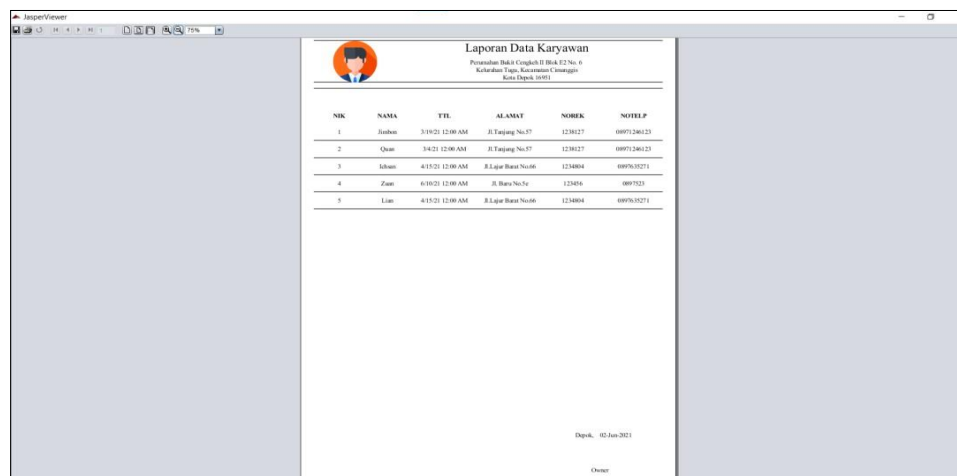 JasperViewer
75%
Laporan Data Karyawan
Perumahan Bukit Cengkeh II Blok E2 No. 6
Kelurahan Tugu, Kecamatan Cimanggis
Kota Depok 16951
NIK NAMA TTL ALAMAT NOREK NOTELP
1 3/19/21 12:00 AM Jl.Tanjung No.57 1238127 08971246123
2 Quan 3/4/21 12:00 AM Jl.Tanjung No.57 1238127 08971246123
3 Ichsan 4/15/21 12:00 AM Jl.Lajur Barat No.66 1234804 0897635271
4 Zaan 6/10/21 12:00 AM Jl. Baru No.5c 123456 0897523
5 Lian 4/15/21 12:00 AM Jl.Lajur Barat No.66 1234804 0897635271
Depok, 02-Jun-2021
Owner